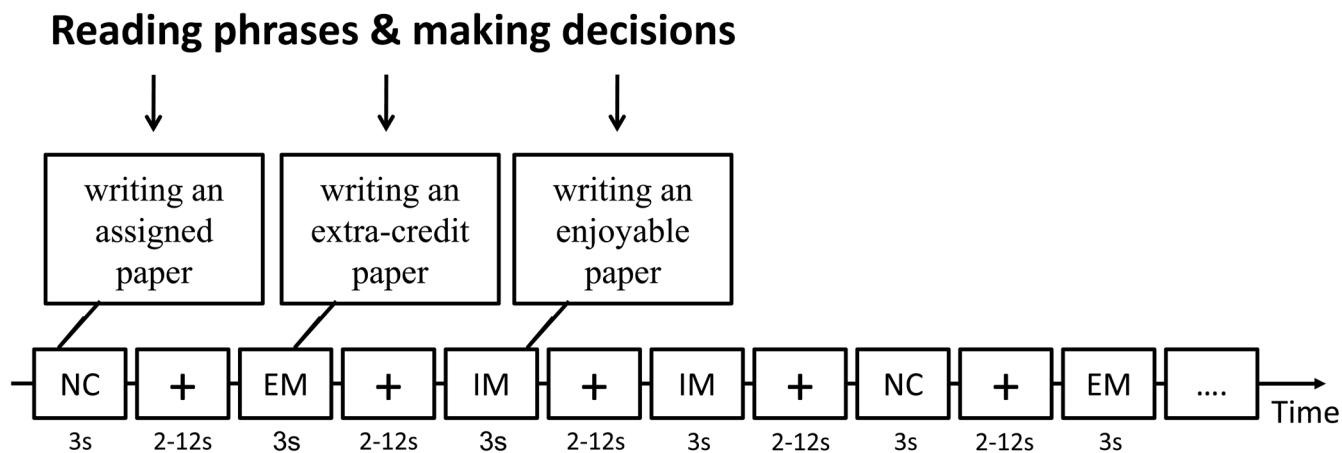 Reading phrases & making decisions
writing an
assigned
paper
writing an
extra-credit
paper
writing an
enjoyable
paper
NC + EM + IM + IM + NC + EM ....
Time
3s 2-12s 3s 2-12s 3s 2-12s 3s 2-12s 3s 2-12s 3s